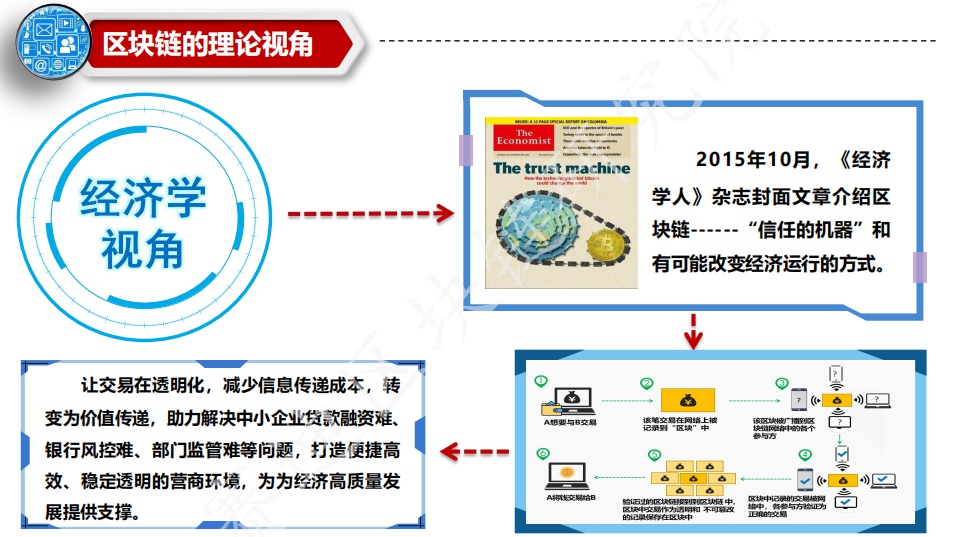 区块链的理论视角
经济学
视角
INSIDE: A 12-PAGE SPECIAL REPORT ON COLOMBIA
The
Economist
The trust machine
How the technology behind bitcoin
could change the world
2015年10月，《经济
学人》杂志封面文章介绍区
块链------“信任的机器”和
有可能改变经济运行的方式。
1
A想要与B交易
2
该笔交易在网络上被
记录到“区块”中
3
该区块被广播到区
块链网络中的各个
参与方
4
区块中记录的交易被网
络中，各参与方验证为
正确的交易
5
验证过的区块链接到到区块链 中，
区块中交易作为透明和 不可篡改
的记录保存在区块中
6
A将钱交易给B
让交易在透明化，减少信息传递成本，转
变为价值传递，助力解决中小企业贷款融资难、
银行风控难、部门监管难等问题，打造便捷高
效、稳定透明的营商环境，为为经济高质量发
展提供支撑。